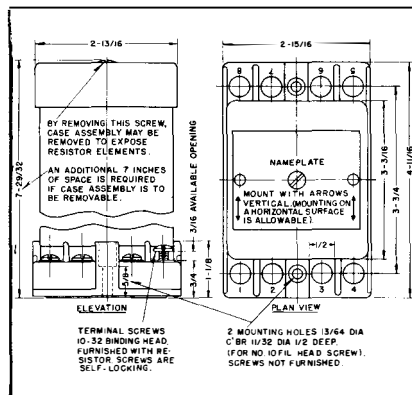 2-13/16
2-15/16
8 7 6 5
BY REMOVING THIS SCREW,
CASE ASSEMBLY MAY BE
REMOVED TO EXPOSE
RESISTOR ELEMENTS.
AN ADDITIONAL 7 INCHES
OF SPACE IS REQUIRED
IF CASE ASSEMBLY IS TO
BE REMOVABLE.
7-29/32
3/16 AVAILABLE OPENING
NAMEPLATE
MOUNT WITH ARROWS
VERTICAL.(MOUNTING ON
A HORIZONTAL SURFACE
IS ALLOWABLE).
3-3/16
3-3/4
4-11/16
1/2
5/8
3/4
1-1/8
1 2 3 4
ELEVATION
PLAN VIEW
TERMINAL SCREWS
10-32 BINDING HEAD,
FURNISHED WITH RE-
SISTOR. SCREWS ARE
SELF-LOCKING.
2 MOUNTING HOLES 13/64 DIA
C'BR 11/32 DIA 1/2 DEEP.
(FOR NO. 10 FIL HEAD SCREW).
SCREWS NOT FURNISHED.